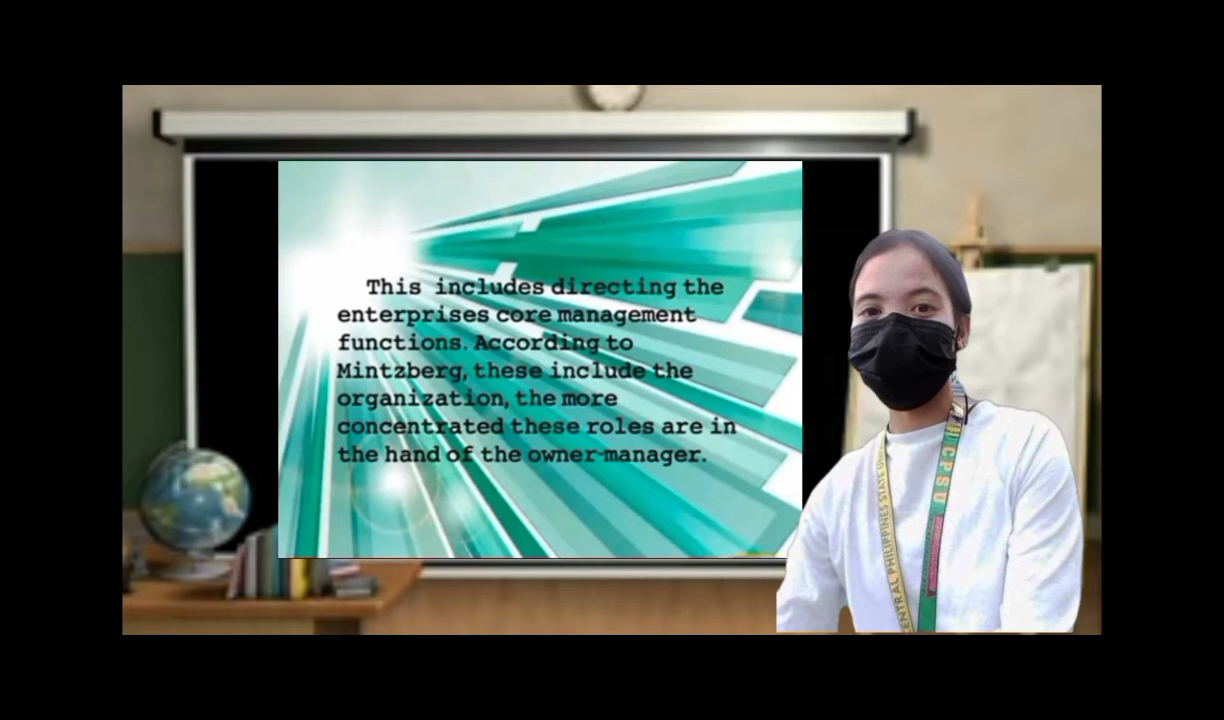 This includes directing the
enterprises core management
functions. According to
Mintzberg, these include the
organization, the more
concentrated these roles are in
the hand of the owner-manager.
CPSU
CENTRAL PHILIPPINES STATE UN